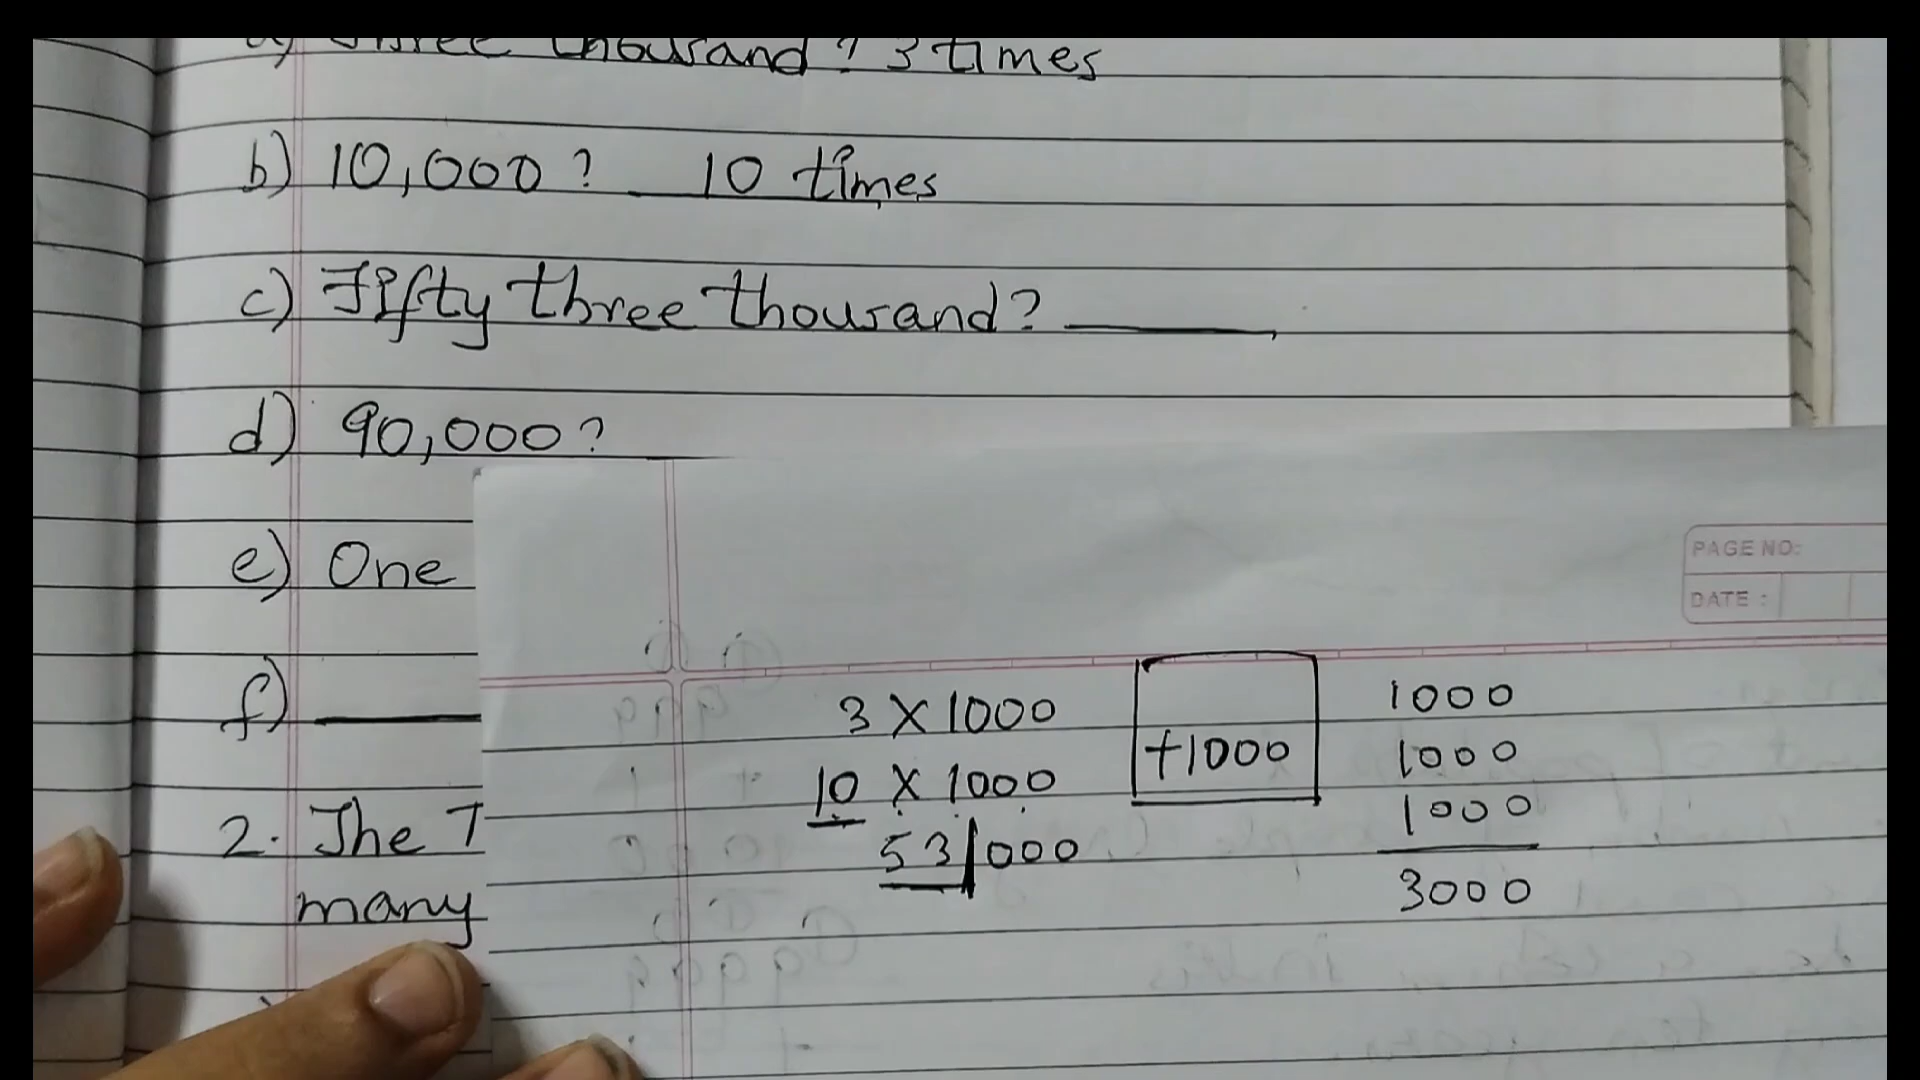 a) Three thousand? 3 times
b) 10,000? 10 times
c) Fifty three thousand?
d) 90,000?
e) One
f)
2. The T
many
PAGE NO:
DATE :
3 X 1000
10 X 1000
53|000
+1000
1000
1000
1000
3000